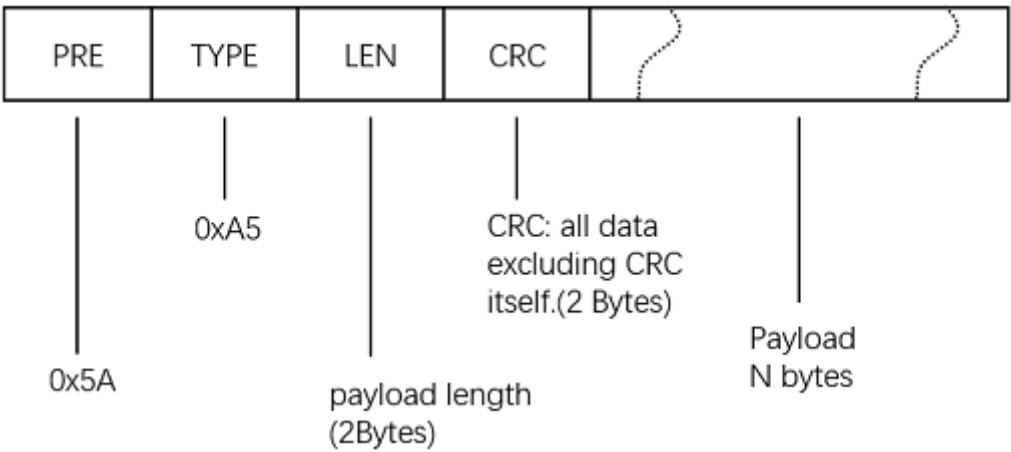 PRE
TYPE
LEN
CRC
0xA5
CRC: all data
excluding CRC
itself.(2 Bytes)
Payload
N bytes
0x5A
payload length
(2Bytes)